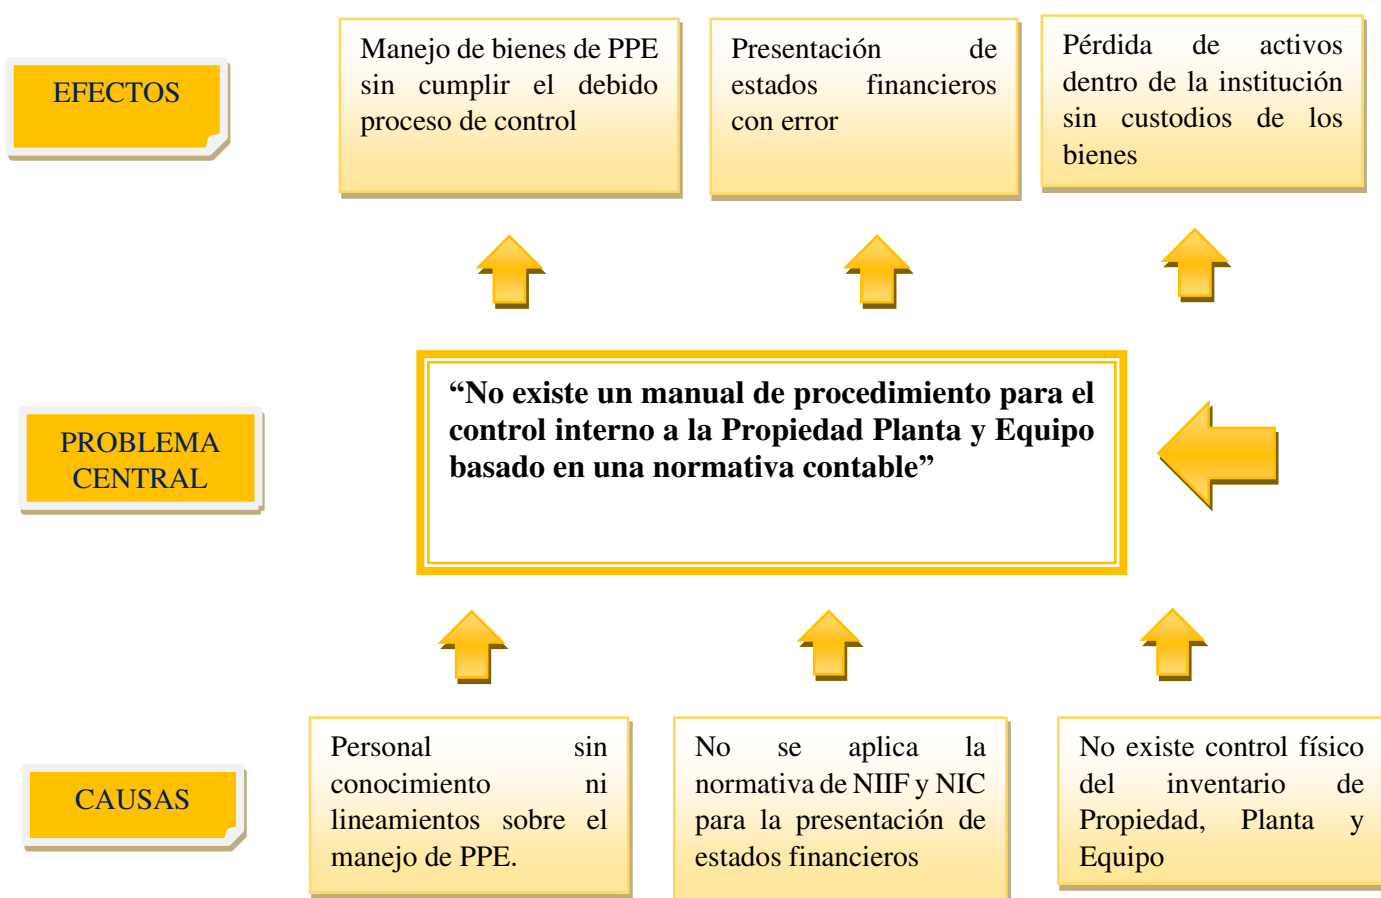 EFECTOS
Manejo de bienes de PPE
sin cumplir el debido
proceso de control
Presentación de
estados financieros
con error
Pérdida de activos
dentro de la institución
sin custodios de los
bienes
PROBLEMA
CENTRAL
“No existe un manual de procedimiento para el
control interno a la Propiedad Planta y Equipo
basado en una normativa contable”
CAUSAS
Personal sin
conocimiento ni
lineamientos sobre el
manejo de PPE.
No se aplica la
normativa de NIIF y NIC
para la presentación de
estados financieros
No existe control físico
del inventario de
Propiedad, Planta y
Equipo